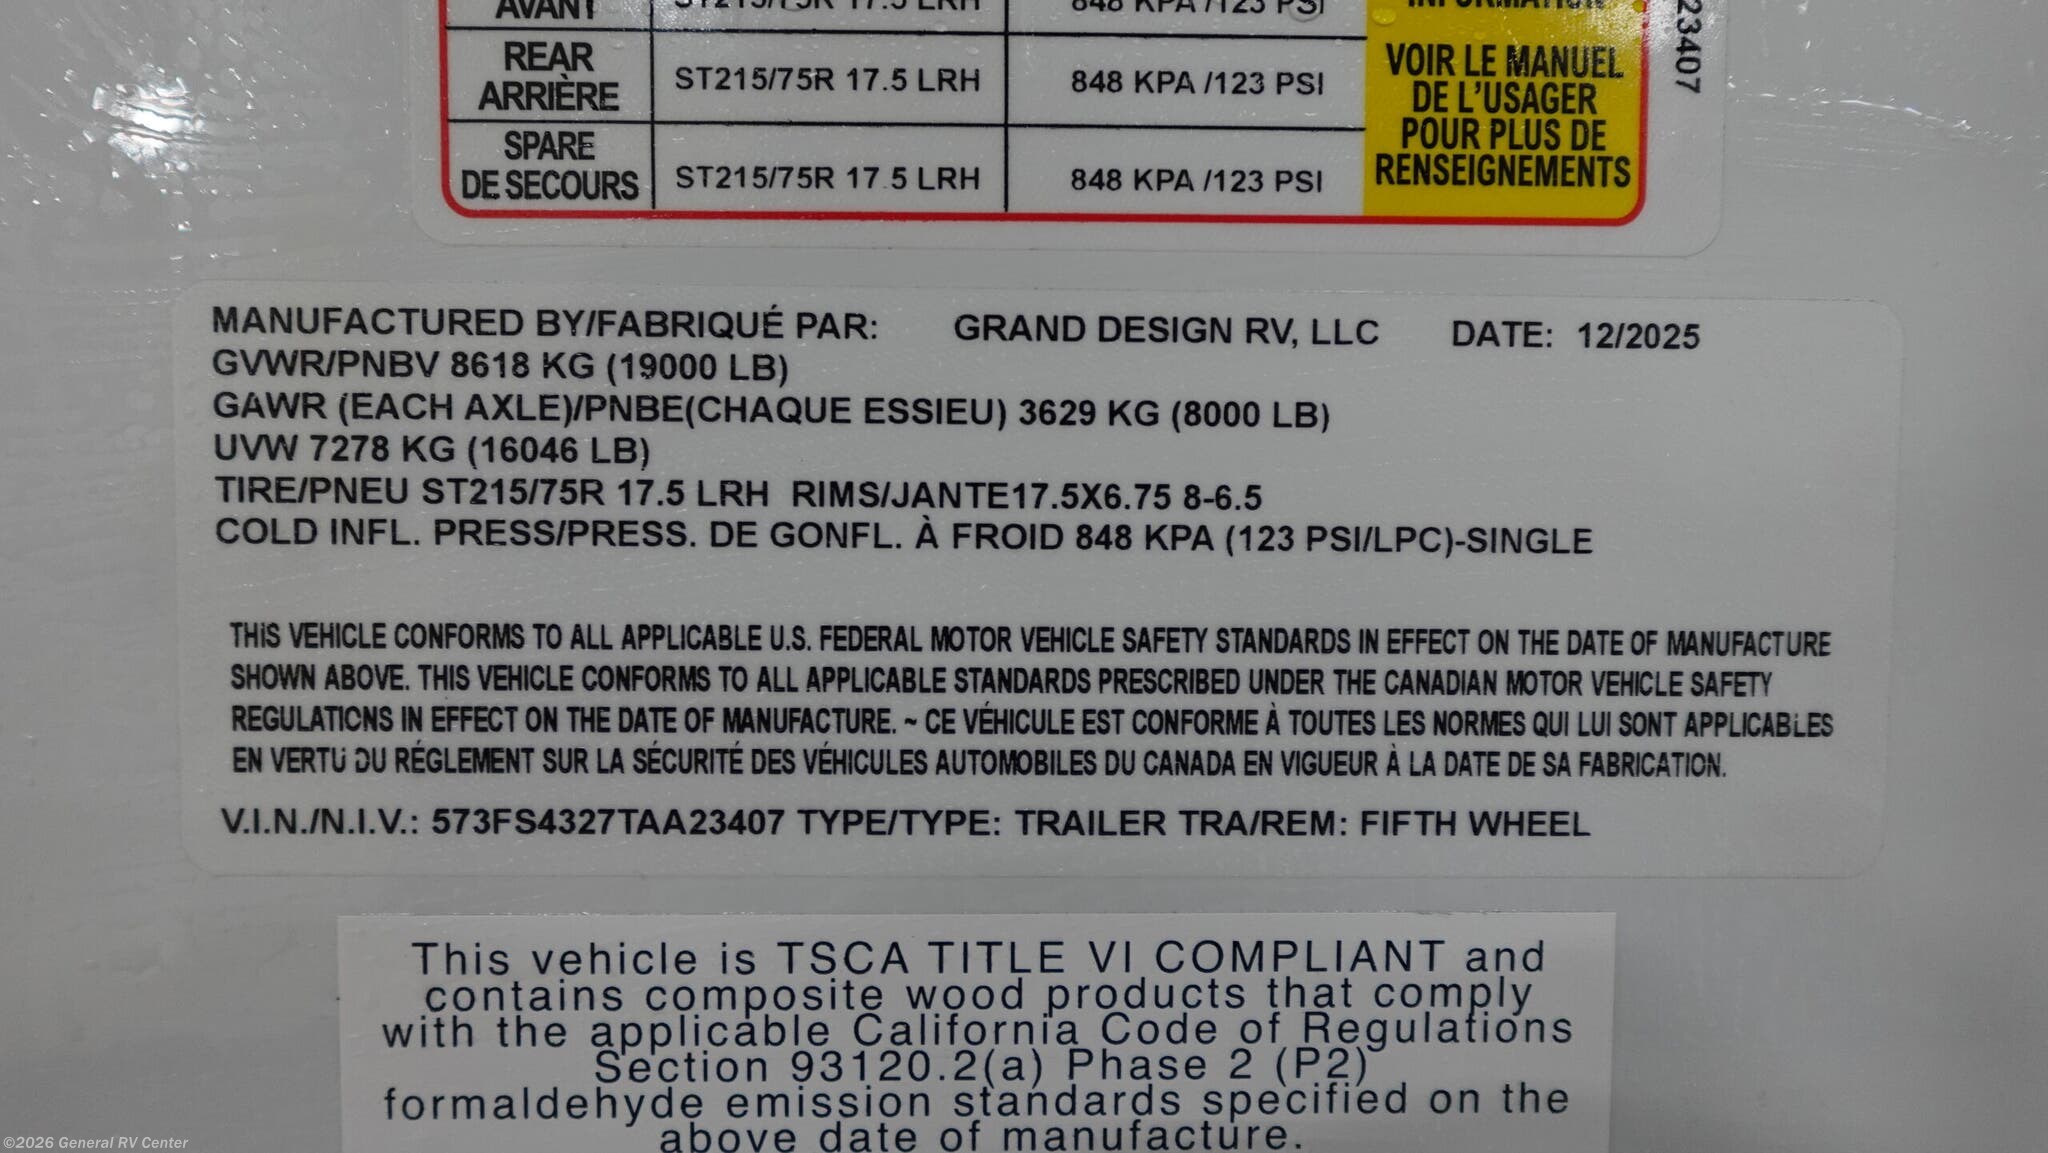 AVANT ST215/75R 17.5 LRH 848 KPA /123 PSI INFORMATION
REAR
ARRIÈRE ST215/75R 17.5 LRH 848 KPA /123 PSI
SPARE
DE SECOURS ST215/75R 17.5 LRH 848 KPA /123 PSI
VOIR LE MANUEL
DE L'USAGER
POUR PLUS DE
RENSEIGNEMENTS
23407
MANUFACTURED BY/FABRIQUÉ PAR: GRAND DESIGN RV, LLC DATE: 12/2025
GVWR/PNBV 8618 KG (19000 LB)
GAWR (EACH AXLE)/PNBE(CHAQUE ESSIEU) 3629 KG (8000 LB)
UVW 7278 KG (16046 LB)
TIRE/PNEU ST215/75R 17.5 LRH RIMS/JANTE17.5X6.75 8-6.5
COLD INFL. PRESS/PRESS. DE GONFL. À FROID 848 KPA (123 PSI/LPC)-SINGLE
THIS VEHICLE CONFORMS TO ALL APPLICABLE U.S. FEDERAL MOTOR VEHICLE SAFETY STANDARDS IN EFFECT ON THE DATE OF MANUFACTURE
SHOWN ABOVE. THIS VEHICLE CONFORMS TO ALL APPLICABLE STANDARDS PRESCRIBED UNDER THE CANADIAN MOTOR VEHICLE SAFETY
REGULATIONS IN EFFECT ON THE DATE OF MANUFACTURE. ~ CE VÉHICULE EST CONFORME À TOUTES LES NORMES QUI LUI SONT APPLICABLES
EN VERTU DU RÉGLEMENT SUR LA SÉCURITÉ DES VÉHICULES AUTOMOBILES DU CANADA EN VIGUEUR À LA DATE DE SA FABRICATION.
V.I.N./N.I.V.: 573FS4327TAA23407 TYPE/TYPE: TRAILER TRA/REM: FIFTH WHEEL
This vehicle is TSCA TITLE VI COMPLIANT and
contains composite wood products that comply
with the applicable California Code of Regulations
Section 93120.2(a) Phase 2 (P2)
formaldehyde emission standards specified on the
above date of manufacture.
©2026 General RV Center